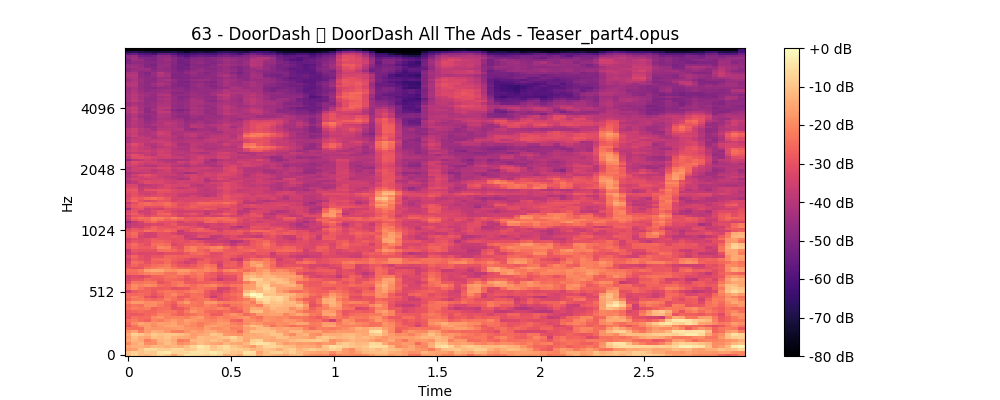 63 - DoorDash ▯ DoorDash All The Ads - Teaser_part4.opus
Hz
4096
2048
1024
512
0
0 0.5 1 1.5 2 2.5
Time
+0 dB
-10 dB
-20 dB
-30 dB
-40 dB
-50 dB
-60 dB
-70 dB
-80 dB